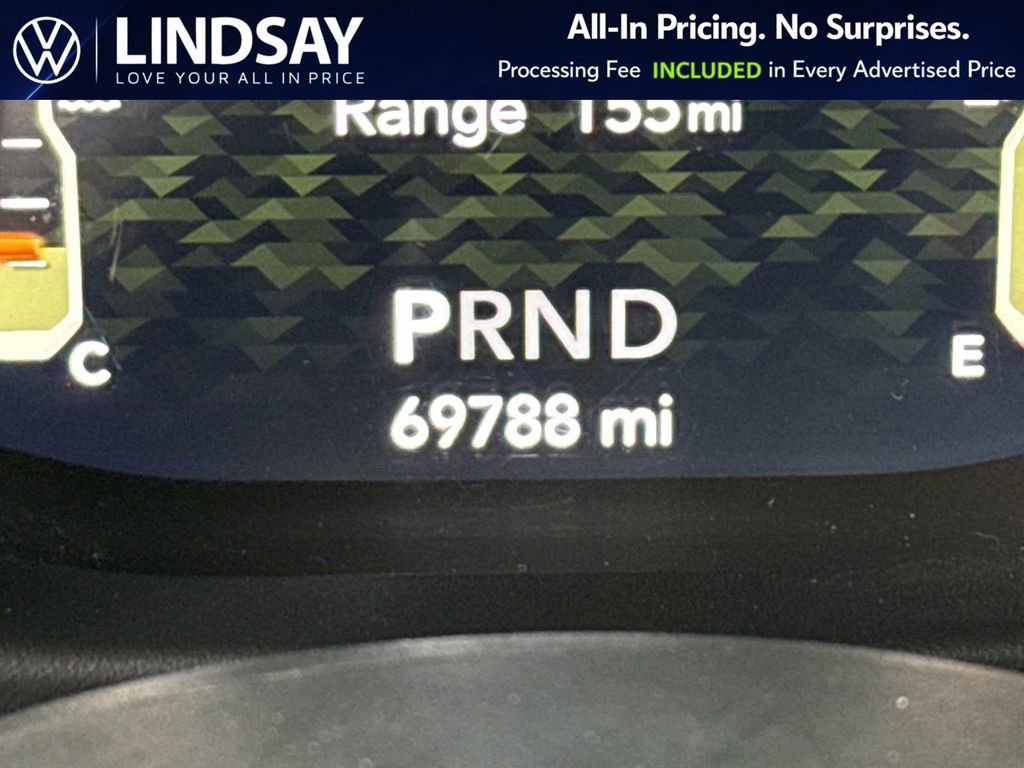 LINDSAY
LOVE YOUR ALL IN PRICE
All-In Pricing. No Surprises.
Processing Fee INCLUDED in Every Advertised Price
Range 155 mi
PRND
C
E
69788 mi